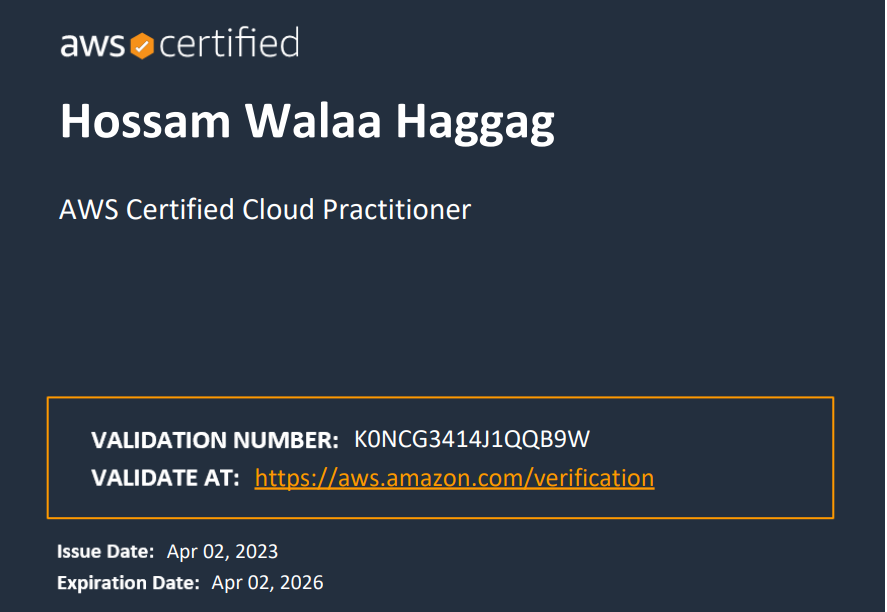 aws certified
Hossam Walaa Haggag
AWS Certified Cloud Practitioner
VALIDATION NUMBER: K0NCG3414J1QQB9W
VALIDATE AT: https://aws.amazon.com/verification
Issue Date: Apr 02, 2023
Expiration Date: Apr 02, 2026